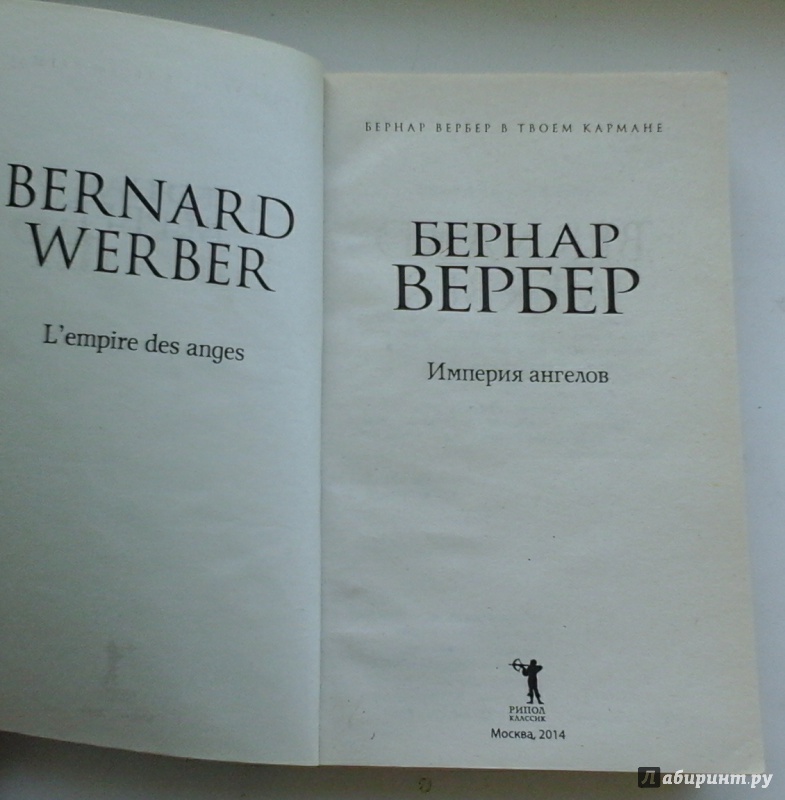 BERNARD
WERBER
L'empire des anges
БЕРНАР ВЕРБЕР В ТВОЕМ КАРМАНЕ
БЕРНАР
ВЕРБЕР
Империя ангелов
РИПОЛ
КЛАССИК
Москва, 2014
Лабиринт.ру